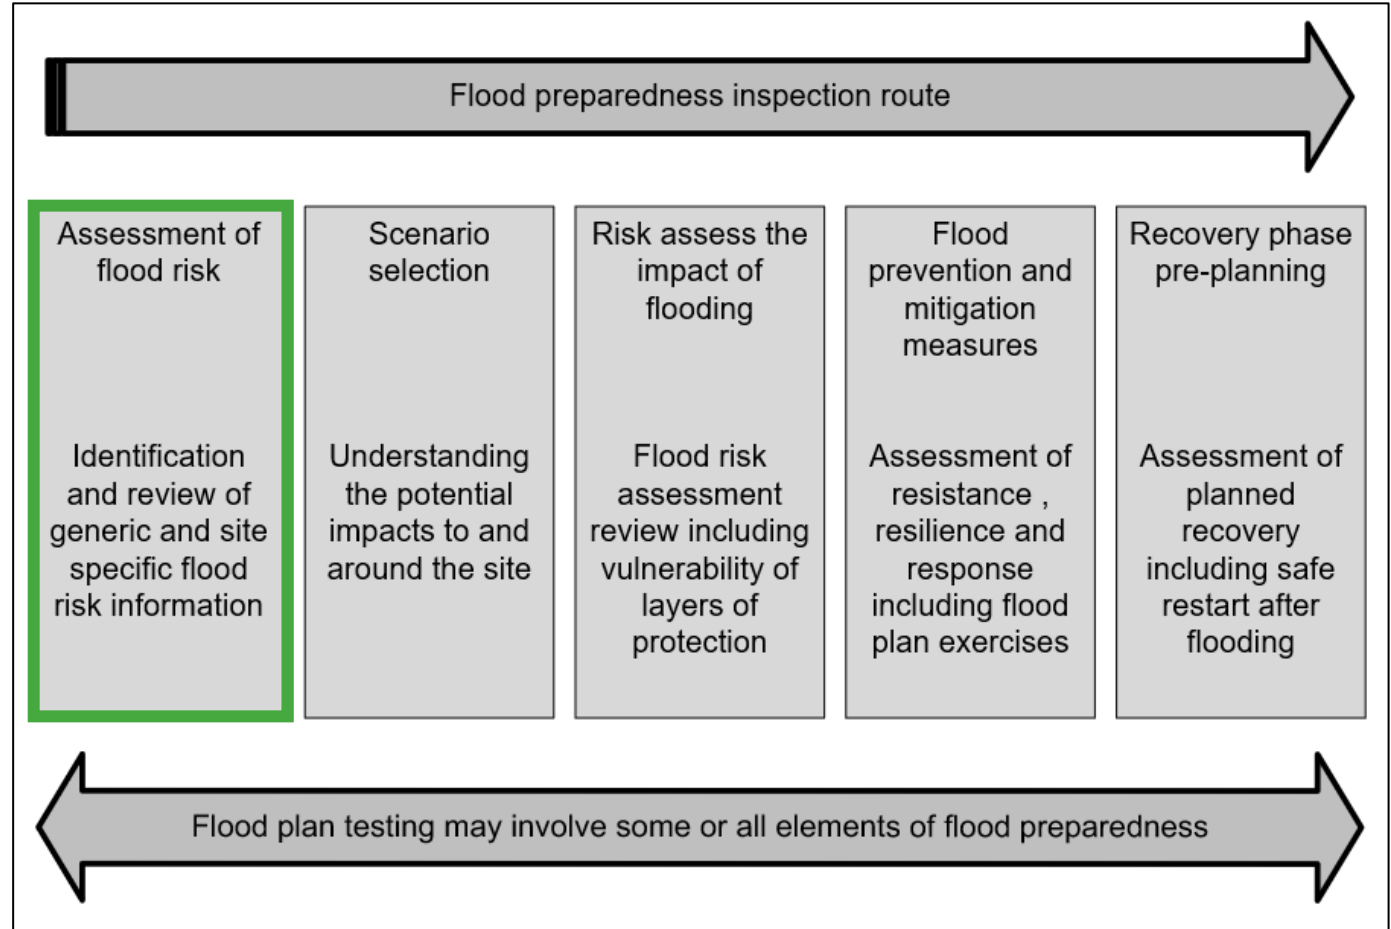 Flood preparedness inspection route
Assessment of
flood risk
Identification
and review of
generic and site
specific flood
risk information
Scenario
selection
Understanding
the potential
impacts to and
around the site
Risk assess the
impact of
flooding
Flood risk
assessment
review including
vulnerability of
layers of
protection
Flood
prevention and
mitigation
measures
Assessment of
resistance ,
resilience and
response
including flood
plan exercises
Recovery phase
pre-planning
Assessment of
planned
recovery
including safe
restart after
flooding
Flood plan testing may involve some or all elements of flood preparedness